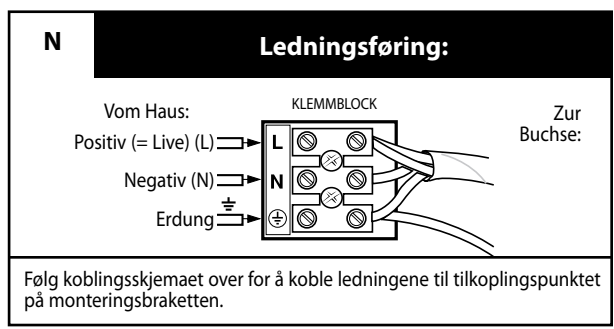 N
Ledningsføring:
Vom Haus:
KLEMMBLOCK
Zur
Buchse:
Positiv (= Live) (L)
L
Negativ (N)
N
Erdung
Følg koblingsskjemaet over for å koble ledningene til tilkoplingspunktet
på monteringsbraketten.